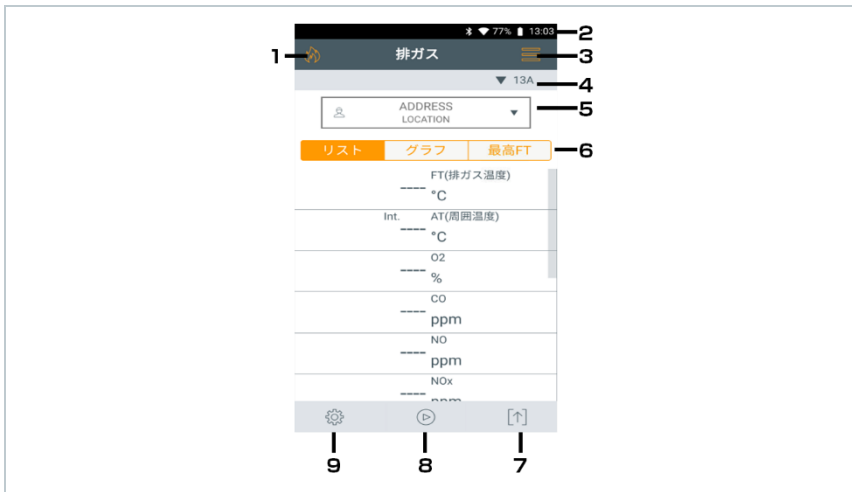 77% 13:03 2
1 排ガス 3
13A 4
ADDRESS
LOCATION
5
リスト グラフ 最高FT 6
FT(排ガス温度)
---- °C
Int. AT(周囲温度)
---- °C
O2
---- %
CO
---- ppm
NO
---- ppm
NOx
---- ppm
9 8 7